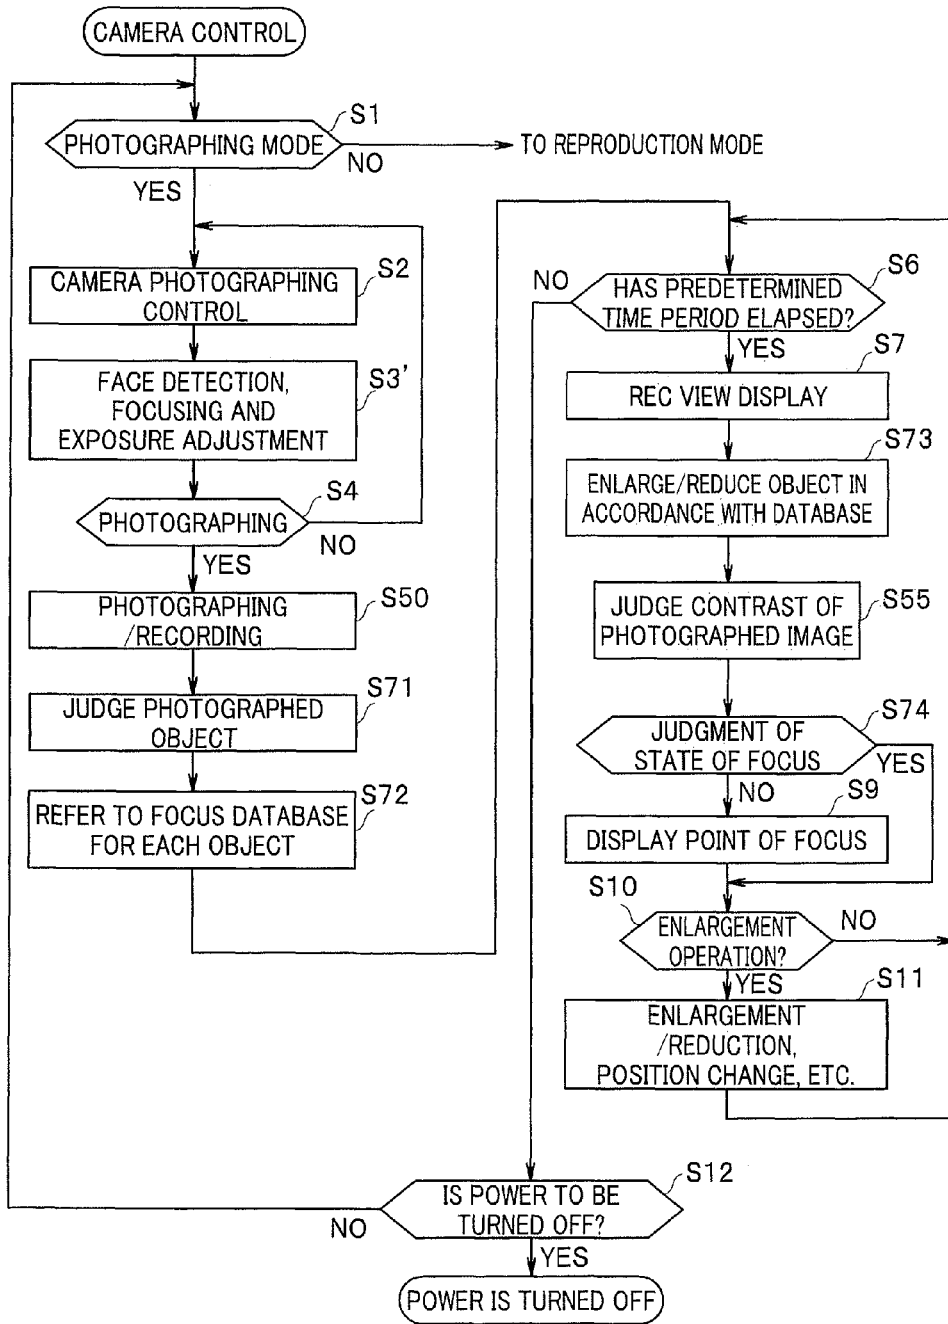 CAMERA CONTROL
S1
PHOTOGRAPHING MODE
NO
TO REPRODUCTION MODE
YES
S2
CAMERA PHOTOGRAPHING
CONTROL
S3'
FACE DETECTION,
FOCUSING AND
EXPOSURE ADJUSTMENT
S4
PHOTOGRAPHING
NO
YES
S50
PHOTOGRAPHING
/RECORDING
S71
JUDGE PHOTOGRAPHED
OBJECT
S72
REFER TO FOCUS DATABASE
FOR EACH OBJECT
S6
NO
HAS PREDETERMINED
TIME PERIOD ELAPSED?
YES
S7
REC VIEW DISPLAY
S73
ENLARGE/REDUCE OBJECT IN
ACCORDANCE WITH DATABASE
S55
JUDGE CONTRAST OF
PHOTOGRAPHED IMAGE
S74
JUDGMENT OF
STATE OF FOCUS
YES
NO
S9
DISPLAY POINT OF FOCUS
S10
ENLARGEMENT
OPERATION?
NO
YES
S11
ENLARGEMENT
/REDUCTION,
POSITION CHANGE, ETC.
S12
IS POWER TO BE
TURNED OFF?
NO
YES
POWER IS TURNED OFF